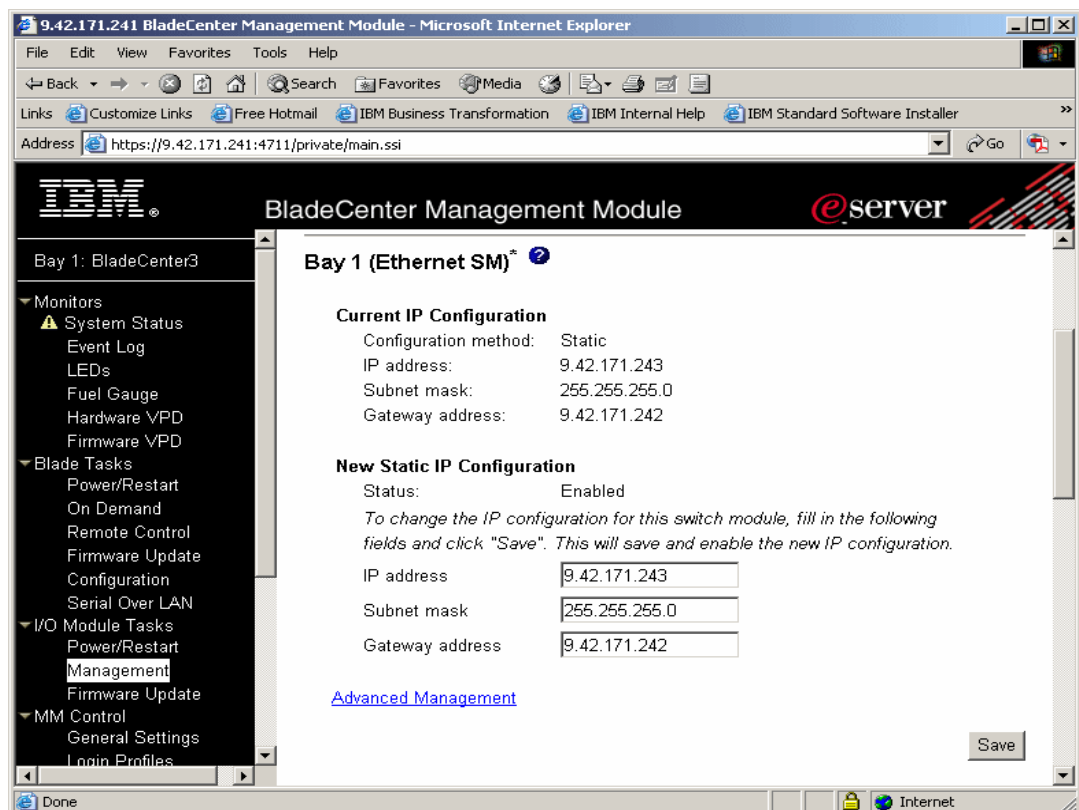 9.42.171.241 BladeCenter Management Module - Microsoft Internet Explorer
File Edit View Favorites Tools Help
Back Search Favorites Media
Links Customize Links Free Hotmail IBM Business Transformation IBM Internal Help IBM Standard Software Installer »
Address https://9.42.171.241:4711/private/main.ssi Go
IBM® BladeCenter Management Module eserver
Bay 1: BladeCenter3
Monitors
System Status
Event Log
LEDs
Fuel Gauge
Hardware VPD
Firmware VPD
Blade Tasks
Power/Restart
On Demand
Remote Control
Firmware Update
Configuration
Serial Over LAN
I/O Module Tasks
Power/Restart
Management
Firmware Update
MM Control
General Settings
Login Profiles
Bay 1 (Ethernet SM)* ?
Current IP Configuration
Configuration method: Static
IP address: 9.42.171.243
Subnet mask: 255.255.255.0
Gateway address: 9.42.171.242
New Static IP Configuration
Status: Enabled
To change the IP configuration for this switch module, fill in the following
fields and click "Save". This will save and enable the new IP configuration.
IP address 9.42.171.243
Subnet mask 255.255.255.0
Gateway address 9.42.171.242
Advanced Management
Save
Done Internet